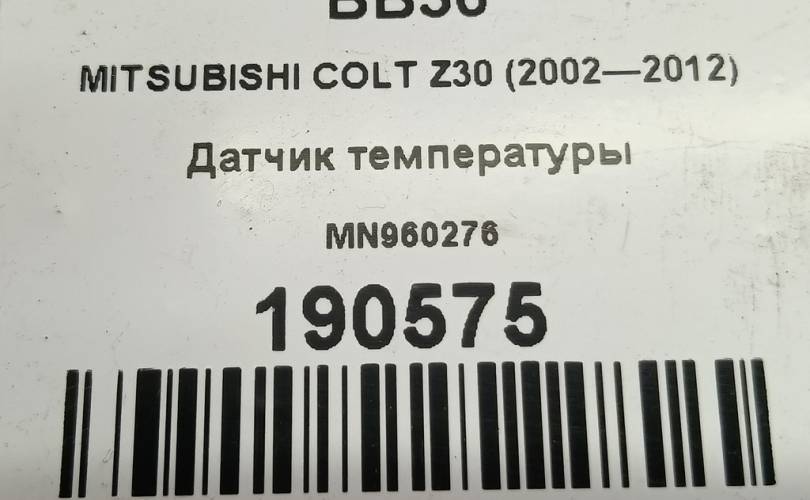 MITSUBISHI COLT Z30 (2002—2012)
Датчик температуры
MN960276
190575